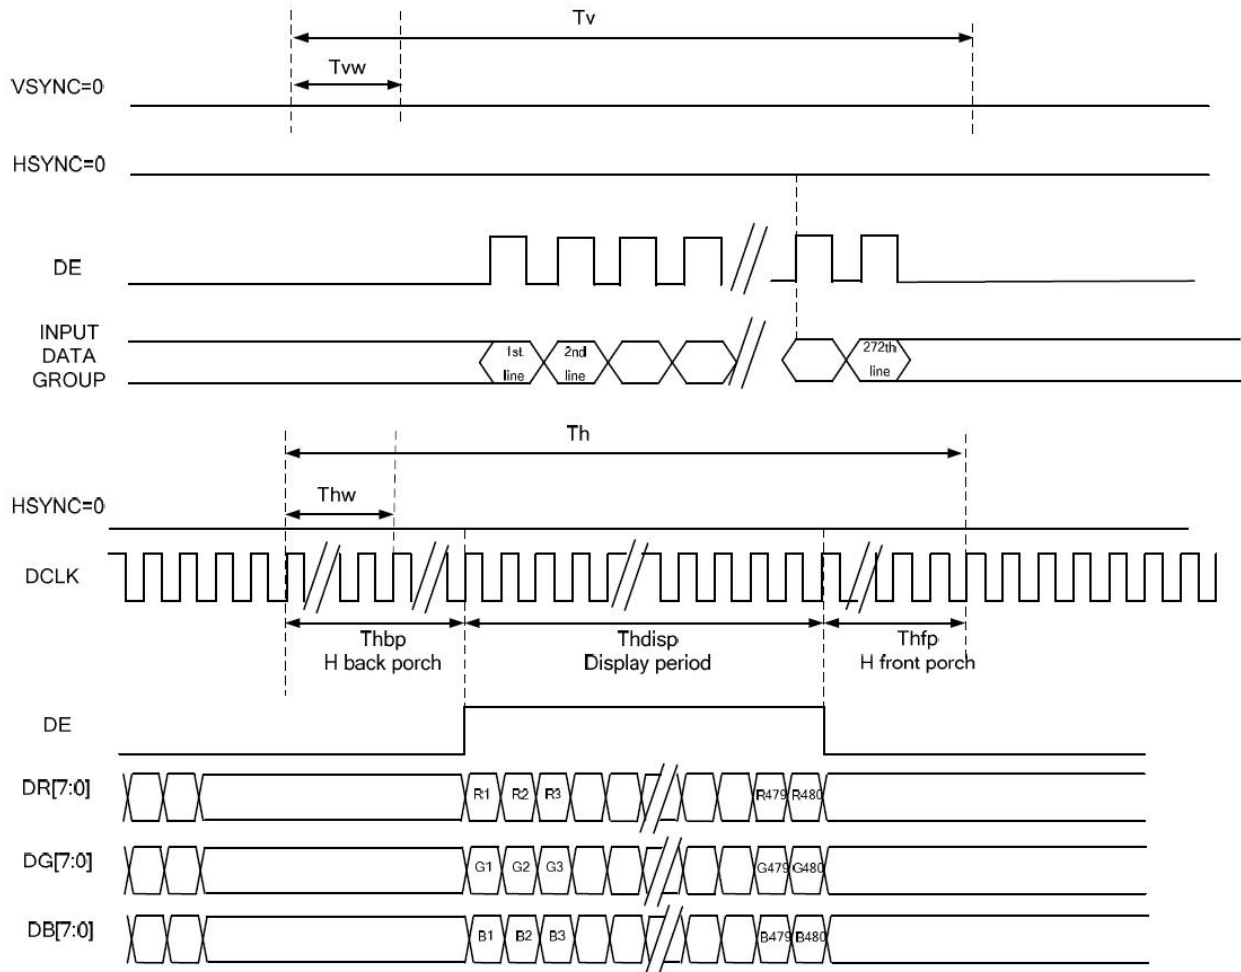 Tv
Tvw
VSYNC=0
HSYNC=0
DE
INPUT
DATA
GROUP
1st
line
2nd
line
272th
line
Th
HSYNC=0
Thw
DCLK
Thbp
H back porch
Thdisp
Display period
Thfp
H front porch
DE
DR[7:0]
R1 R2 R3 R479 R480
DG[7:0]
G1 G2 G3 G479 G480
DB[7:0]
B1 B2 B3 B479 B480